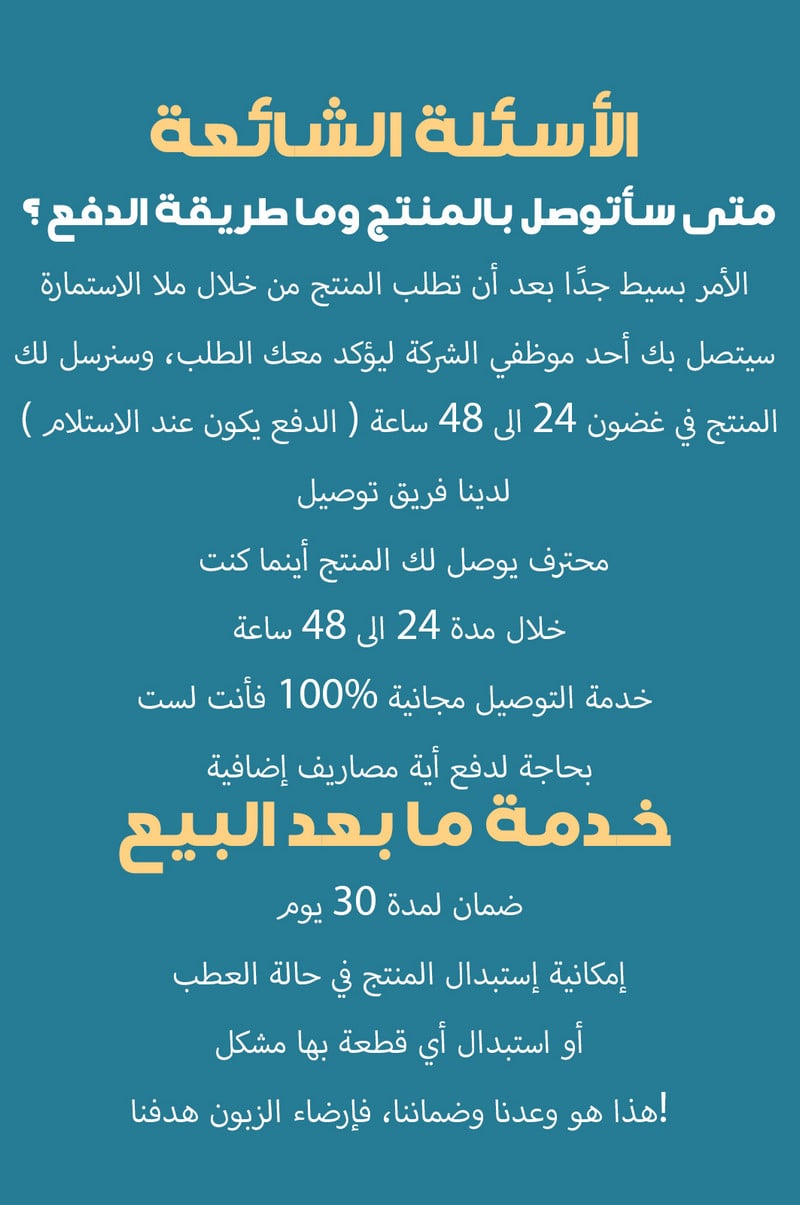 الأسئلة الشائعة
متى سأتوصل بالمنتج وما طريقة الدفع ؟
الأمر بسيط جدًا بعد أن تطلب المنتج من خلال ملا الاستمارة
سيتصل بك أحد موظفي الشركة ليؤكد معك الطلب، وسنرسل لك
المنتج في غضون 24 الى 48 ساعة ( الدفع يكون عند الاستلام )
لدينا فريق توصيل
محترف يوصل لك المنتج أينما كنت
خلال مدة 24 الى 48 ساعة
خدمة التوصيل مجانية 100% فأنت لست
بحاجة لدفع أية مصاريف إضافية
خدمة ما بعد البيع
ضمان لمدة 30 يوم
إمكانية إستبدال المنتج في حالة العطب
أو استبدال أي قطعة بها مشكل
!هذا هو وعدنا وضماننا، فإرضاء الزبون هدفنا